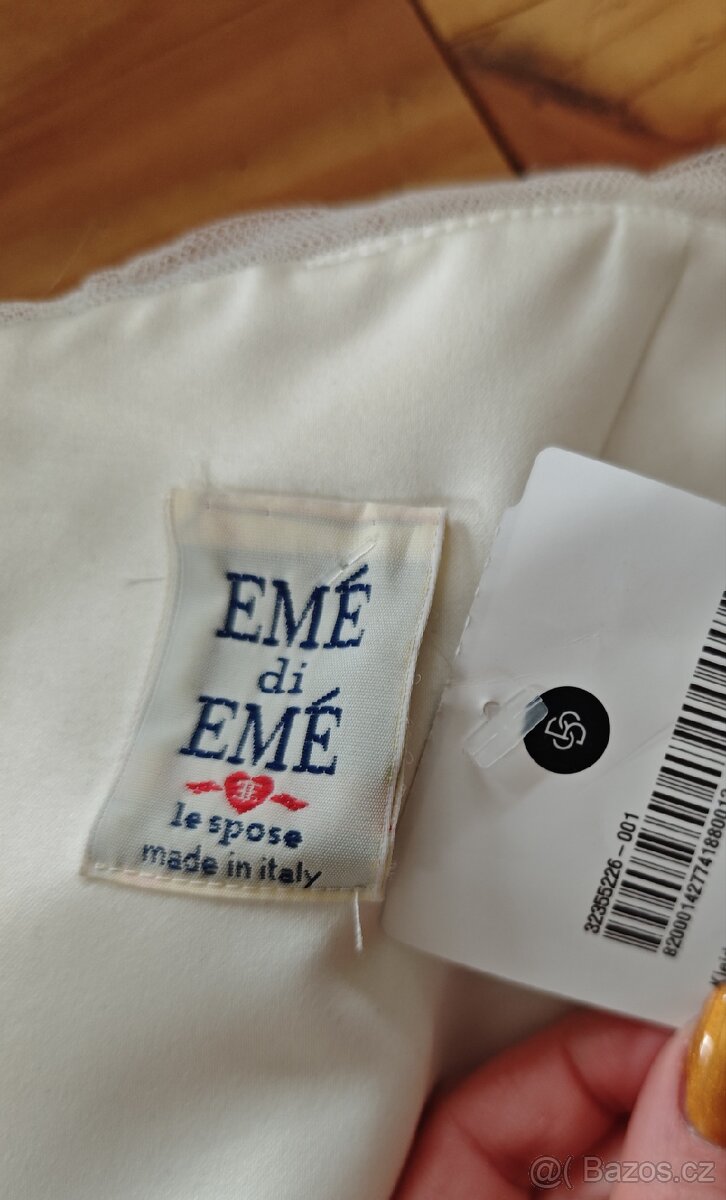 EMÉ
di
EMÉ
le spose
made in italy
32355226-001
@( Bazos.cz